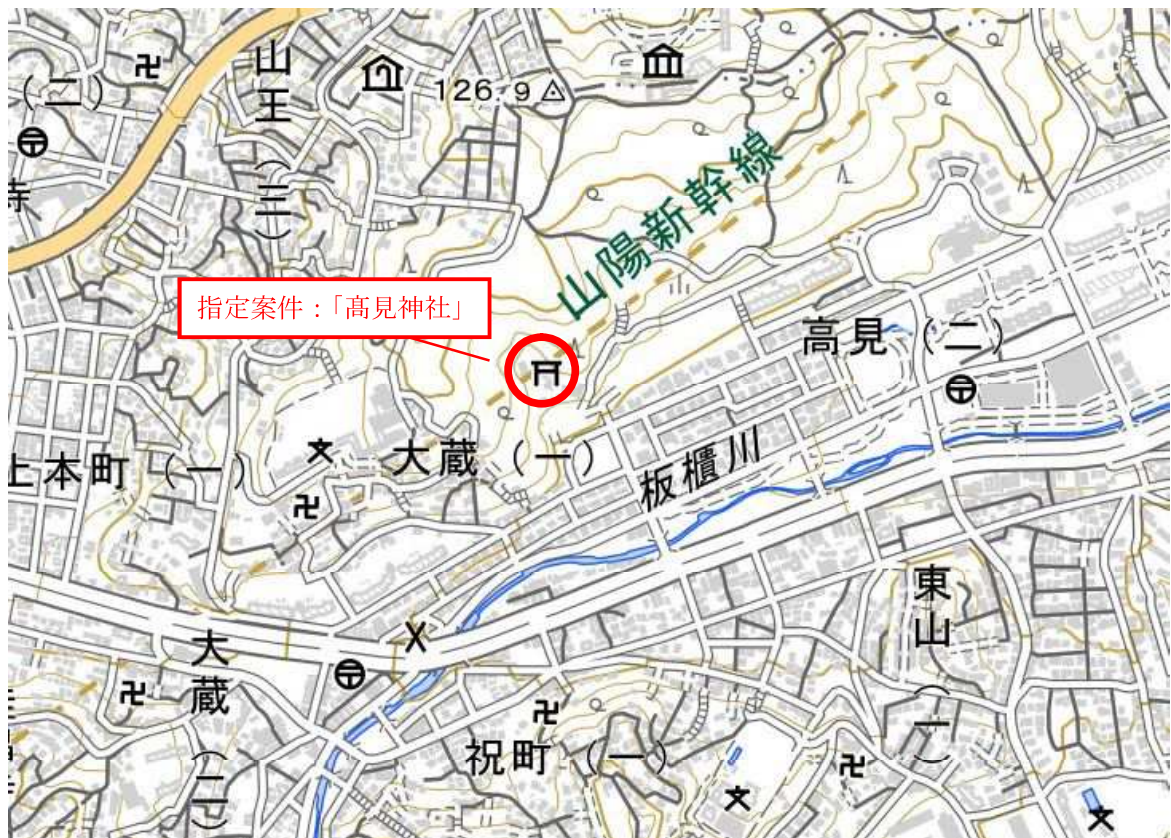 (二)
山王(三)
126.9
寺
山陽新幹線
指定案件：「髙見神社」
高見(二)
上本町(一)
大蔵(一)
板櫃川
東山(一)
大蔵(二)
祝町(一)